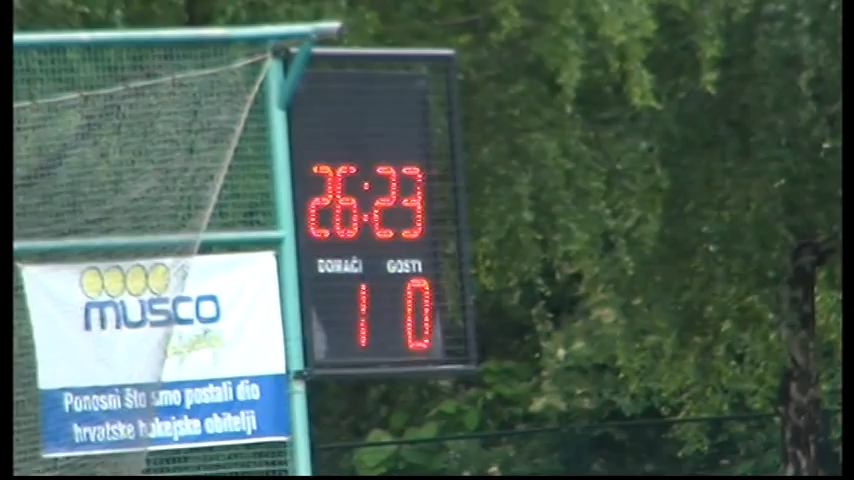 26:23
DOMAĆI GOSTI
1 0
MUSCO
Ponosni što smo postali dio
hrvatske hokejske obitelji